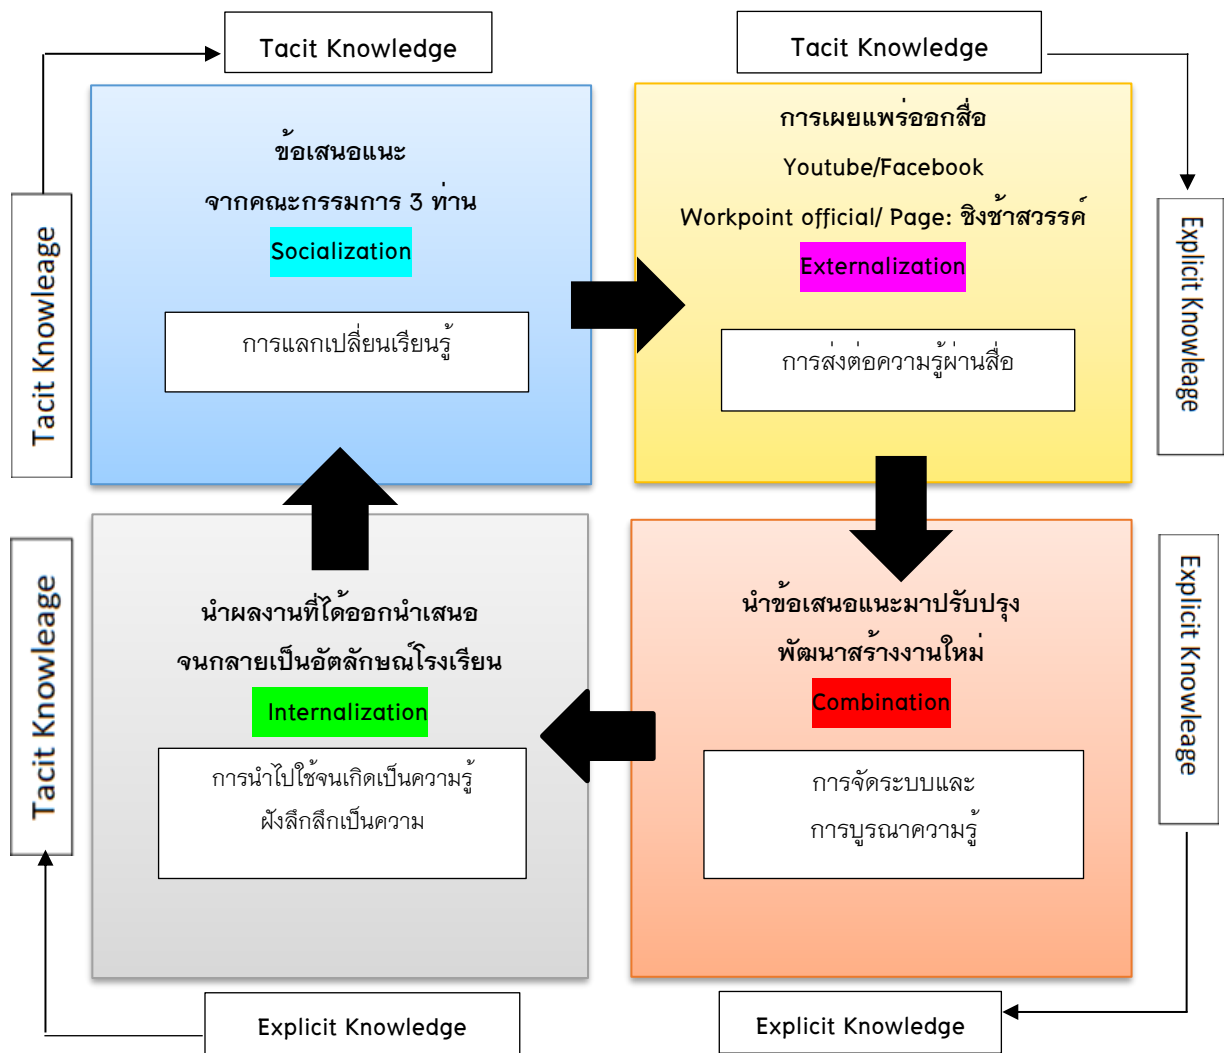 Tacit Knowledge
Tacit Knowledge
ข้อเสนอแนะ
จากคณะกรรมการ 3 ท่าน
Socialization
การแลกเปลี่ยนเรียนรู้
Tacit Knowleage
การเผยแพร่ออกสื่อ
Youtube/Facebook
Workpoint official/ Page: ชิงช้าสวรรค์
Externalization
การส่งต่อความรู้ผ่านสื่อ
Explicit Knowleage
Tacit Knowleage
นำผลงานที่ได้ออกนำเสนอ
จนกลายเป็นอัตลักษณ์โรงเรียน
Internalization
การนำไปใช้จนเกิดเป็นความรู้
ฝังลึกลึกเป็นความ
นำข้อเสนอแนะมาปรับปรุง
พัฒนาสร้างงานใหม่
Combination
การจัดระบบและ
การบูรณาความรู้
Explicit Knowleage
Explicit Knowledge
Explicit Knowledge